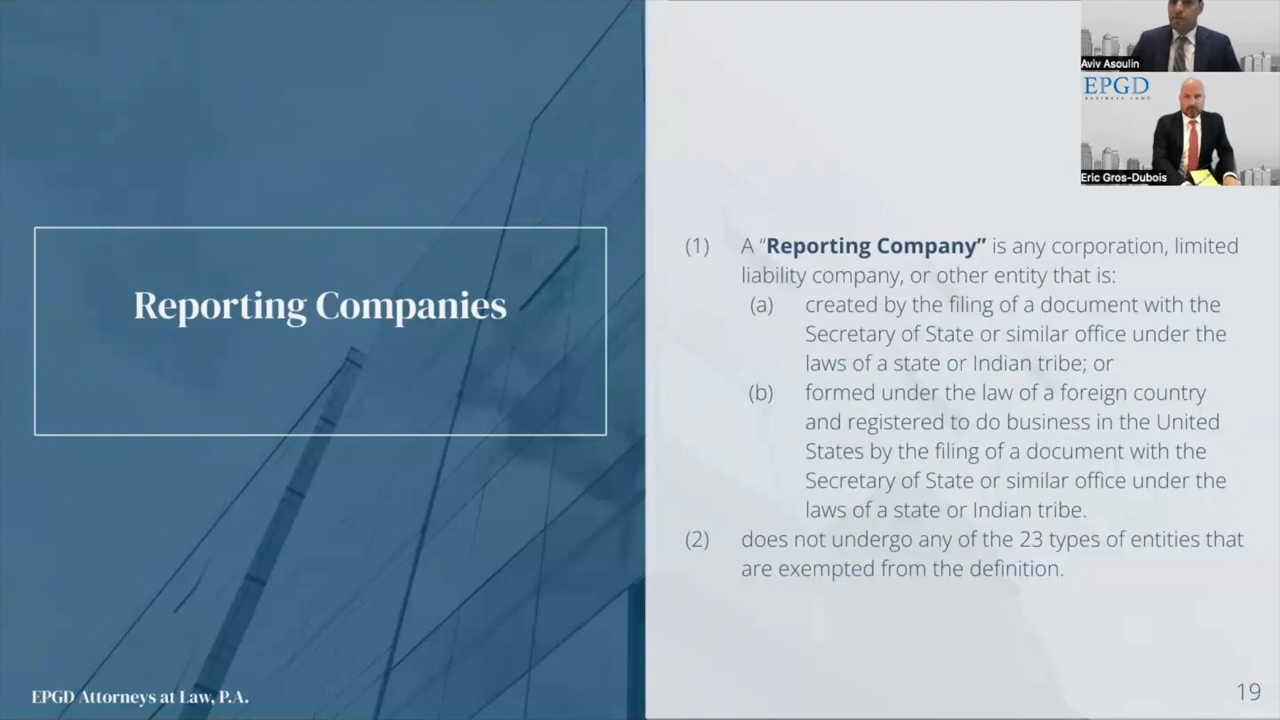 Aviv Asoulin
EPGD
BUSINESS LAW
Eric Gros-Dubois
Reporting Companies
(1) A “Reporting Company” is any corporation, limited
liability company, or other entity that is:
(a) created by the filing of a document with the
Secretary of State or similar office under the
laws of a state or Indian tribe; or
(b) formed under the law of a foreign country
and registered to do business in the United
States by the filing of a document with the
Secretary of State or similar office under the
laws of a state or Indian tribe.
(2) does not undergo any of the 23 types of entities that
are exempted from the definition.
EPGD Attorneys at Law, P.A.
19